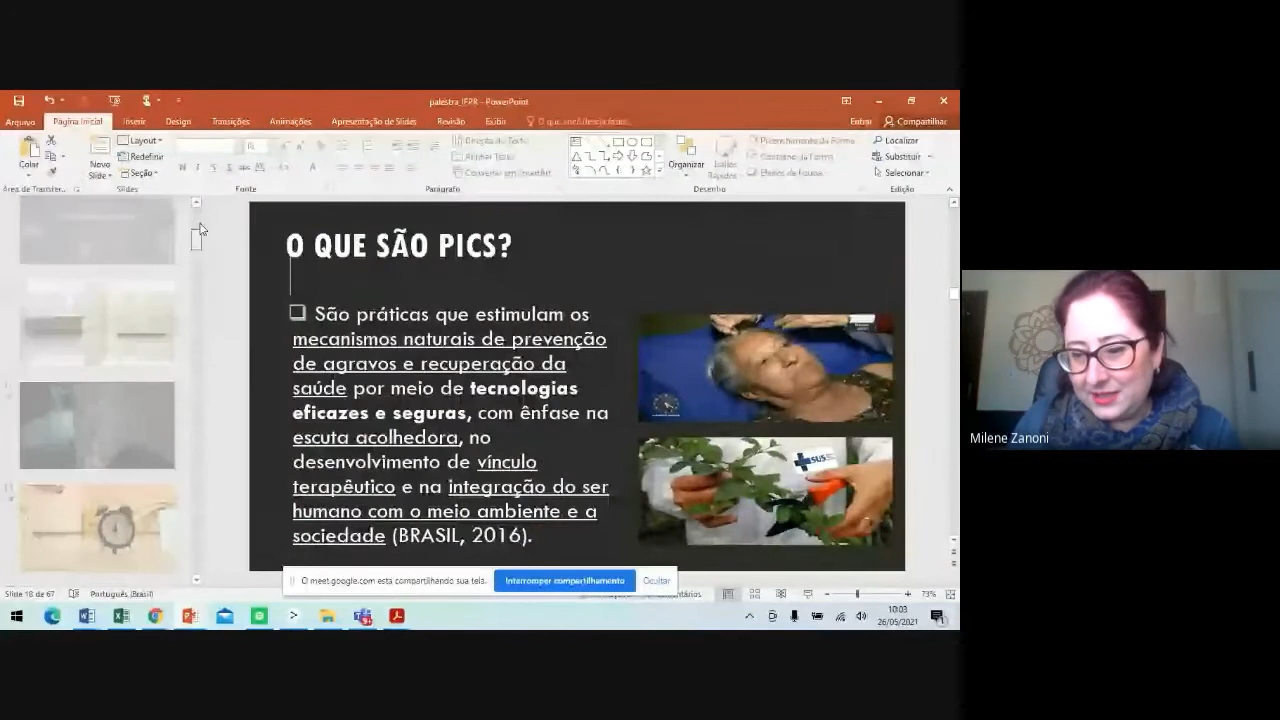 palestra_IFPR - PowerPoint
Arquivo Página Inicial Inserir Design Transições Animações Apresentação de Slides Revisão Exibir Entrar Compartilhar
Colar
Novo Slide
Layout
Redefinir
Seção
Organizar
Localizar
Substituir
Selecionar
Slides Fonte Parágrafo Desenho Edição
O QUE SÃO PICS?
São práticas que estimulam os
mecanismos naturais de prevenção
de agravos e recuperação da
saúde por meio de tecnologias
eficazes e seguras, com ênfase na
escuta acolhedora, no
desenvolvimento de vínculo
terapêutico e na integração do ser
humano com o meio ambiente e a
sociedade (BRASIL, 2016).
SUS
Milene Zanoni
O meet.google.com está compartilhando sua tela. Interromper compartilhamento Ocultar
Slide 18 de 67 Português (Brasil) 73%
10:03
26/05/2021